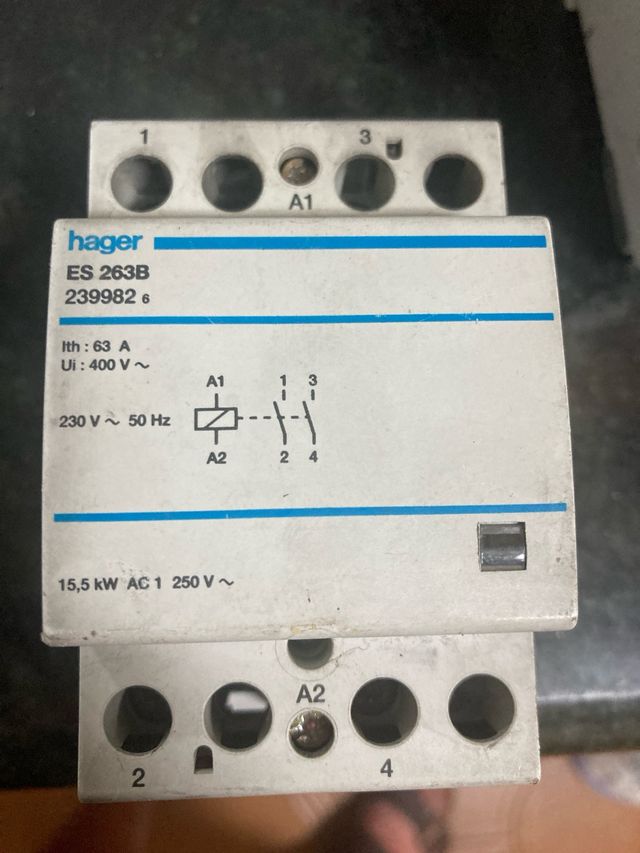 1 3
A1
hager
ES 263B
239982 6
Ith : 63 A
Ui : 400 V ~
A1 1 3
230 V ~ 50 Hz
A2 2 4
15,5 kW AC 1 250 V ~
A2
2 4